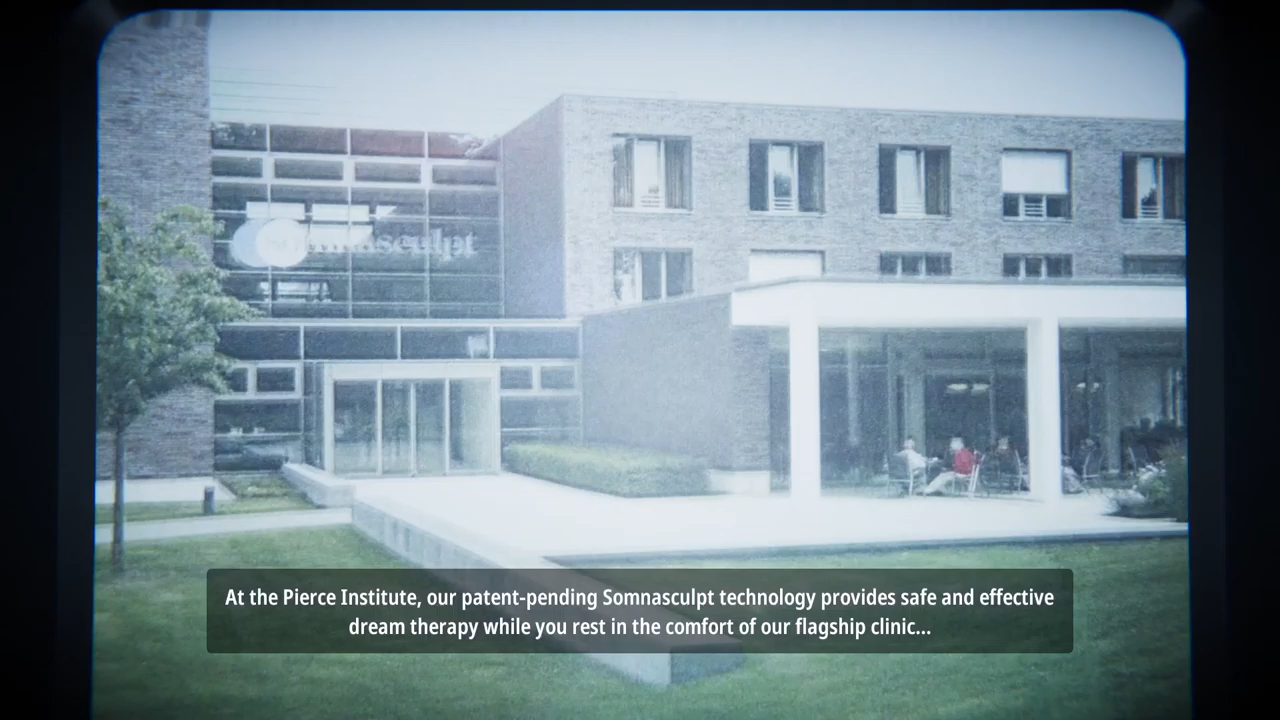 somnasculpt
At the Pierce Institute, our patent-pending Somnasculpt technology provides safe and effective
dream therapy while you rest in the comfort of our flagship clinic...